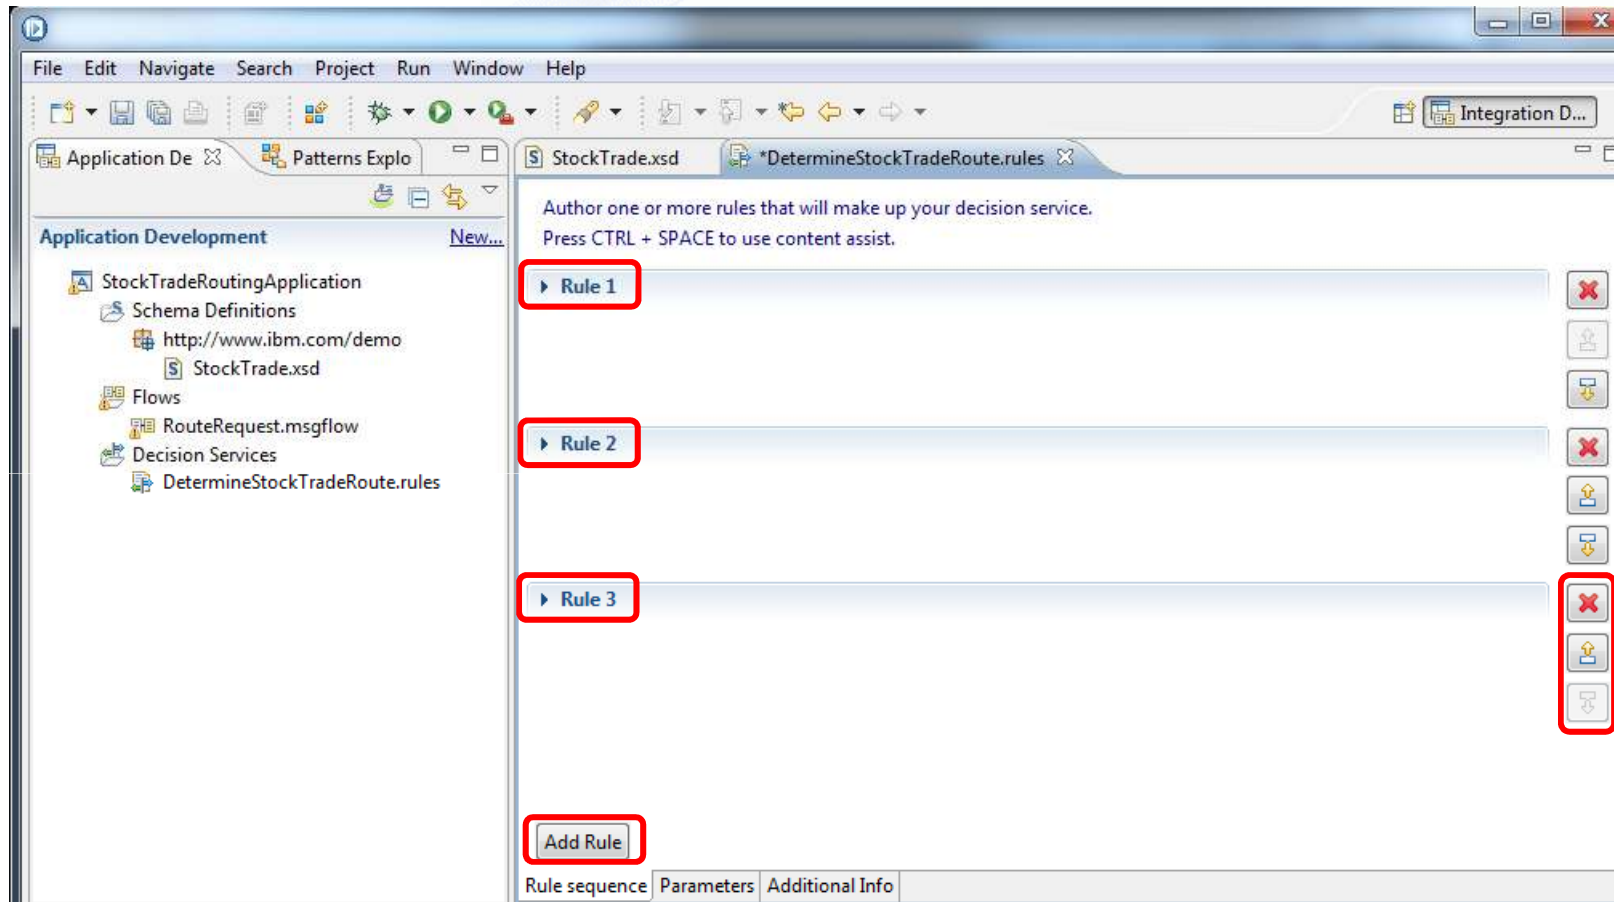 File Edit Navigate Search Project Run Window Help
Integration D...
Application De
Patterns Explo
StockTrade.xsd
*DetermineStockTradeRoute.rules
Author one or more rules that will make up your decision service.
Press CTRL + SPACE to use content assist.
Application Development New...
StockTradeRoutingApplication
Schema Definitions
http://www.ibm.com/demo
StockTrade.xsd
Flows
RouteRequest.msgflow
Decision Services
DetermineStockTradeRoute.rules
Rule 1
Rule 2
Rule 3
Add Rule
Rule sequence Parameters Additional Info